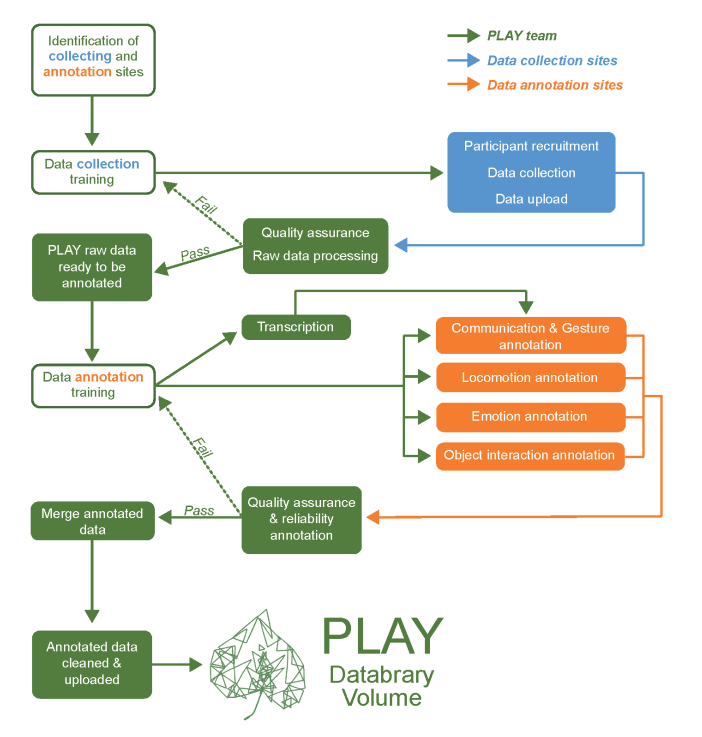 Identification of
collecting and
annotation sites
PLAY team
Data collection sites
Data annotation sites
Data collection
training
Participant recruitment
Data collection
Data upload
Fail
Quality assurance
Raw data processing
Pass
PLAY raw data
ready to be
annotated
Transcription
Communication & Gesture
annotation
Data annotation
training
Locomotion annotation
Emotion annotation
Object interaction annotation
Fail
Quality assurance
& reliability
annotation
Pass
Merge annotated
data
Annotated data
cleaned &
uploaded
PLAY
Databrary
Volume